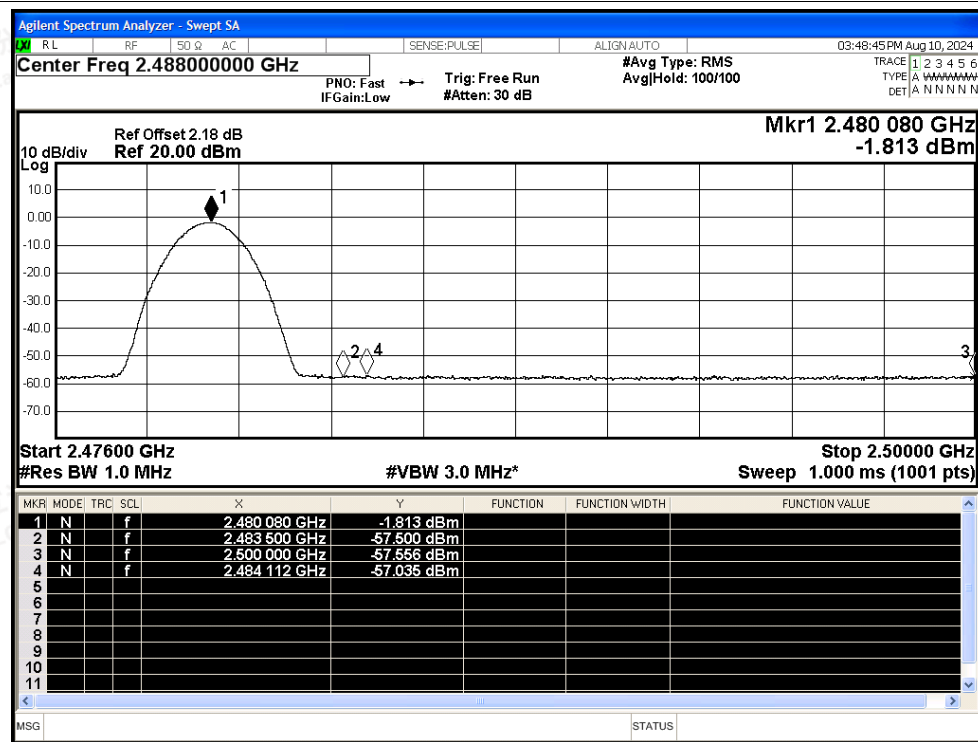 Agilent Spectrum Analyzer - Swept SA
LXI RL RF 50 Ω AC SENSE:PULSE ALIGN AUTO 03:48:45 PM Aug 10, 2024
Center Freq 2.488000000 GHz #Avg Type: RMS TRACE 1 2 3 4 5 6
PNO: Fast Trig: Free Run Avg|Hold: 100/100 TYPE A WWWWW
IFGain:Low #Atten: 30 dB DET A N N N N N
Mkr1 2.480 080 GHz
Ref Offset 2.18 dB
10 dB/div Ref 20.00 dBm -1.813 dBm
Log
10.0
1
0.00
-10.0
-20.0
-30.0
-40.0
-50.0
2 4 3
-60.0
-70.0
Start 2.47600 GHz Stop 2.50000 GHz
#Res BW 1.0 MHz #VBW 3.0 MHz* Sweep 1.000 ms (1001 pts)
MKR MODE TRC SCL X Y FUNCTION FUNCTION WIDTH FUNCTION VALUE
1 N f 2.480 080 GHz -1.813 dBm
2 N f 2.483 500 GHz -57.500 dBm
3 N f 2.500 000 GHz -57.556 dBm
4 N f 2.484 112 GHz -57.035 dBm
5
6
7
8
9
10
11
MSG STATUS